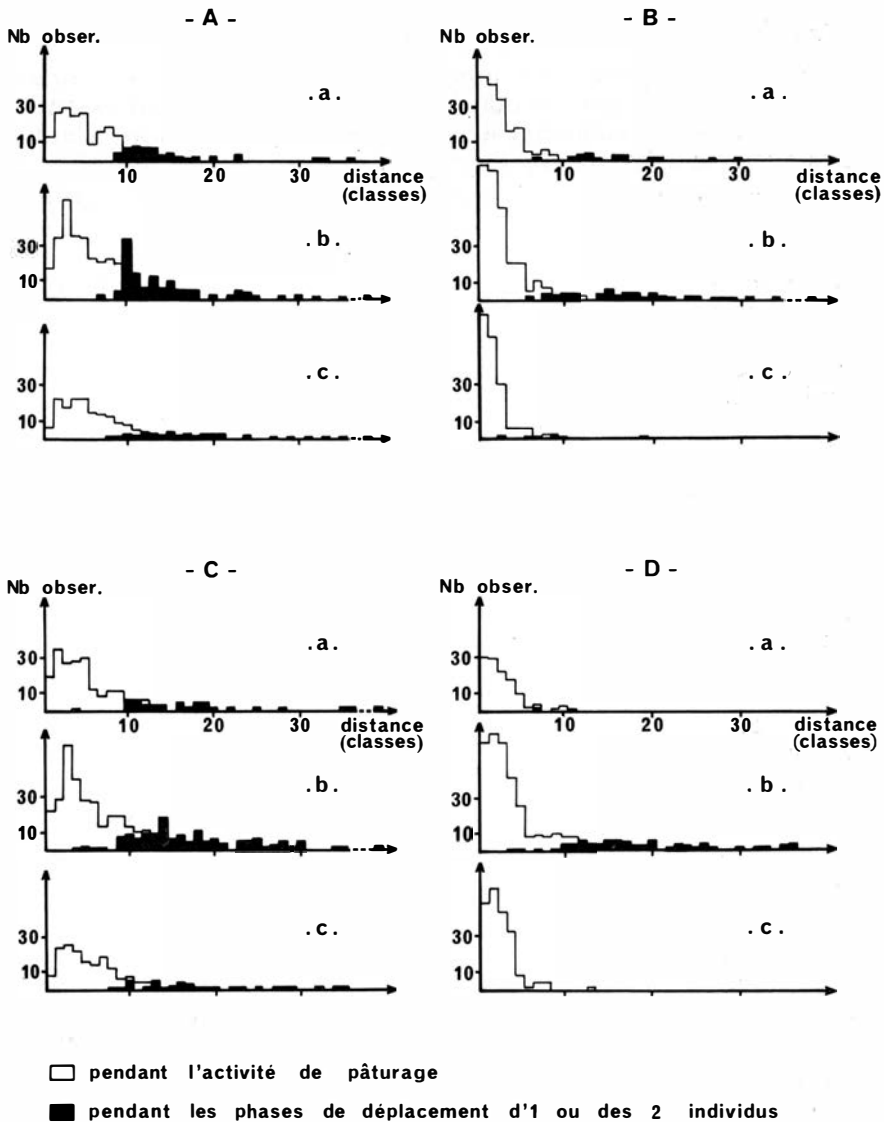 - A -
- B -
Nb obser.
Nb obser.
30
10
.a.
30
10
.a.
10
20
30
distance
(classes)
10
20
30
distance
(classes)
30
10
.b.
30
10
.b.
30
10
.c.
30
10
.c.
- C -
- D -
Nb obser.
Nb obser.
30
10
.a.
30
10
.a.
10
20
30
distance
(classes)
10
20
30
distance
(classes)
30
10
.b.
30
10
.b.
30
10
.c.
30
10
.c.
pendant l'activité de pâturage
pendant les phases de déplacement d'1 ou des 2 individus